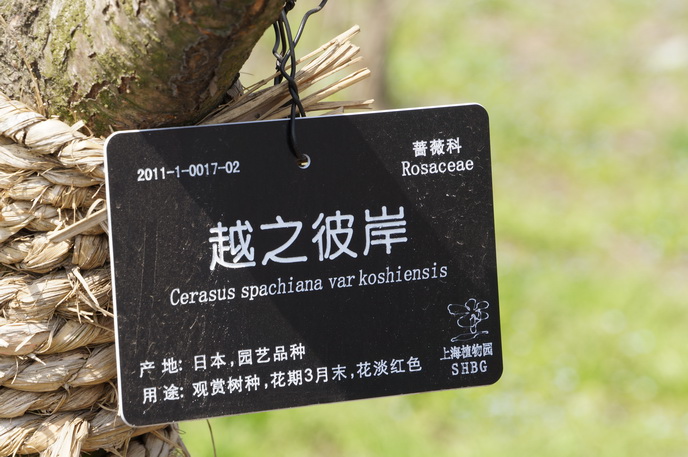 2011-1-0017-02
蔷薇科
Rosaceae
越之彼岸
Cerasus spachiana var koshiensis
产地: 日本,园艺品种
用途: 观赏树种,花期3月末,花淡红色
上海植物园
SHBG